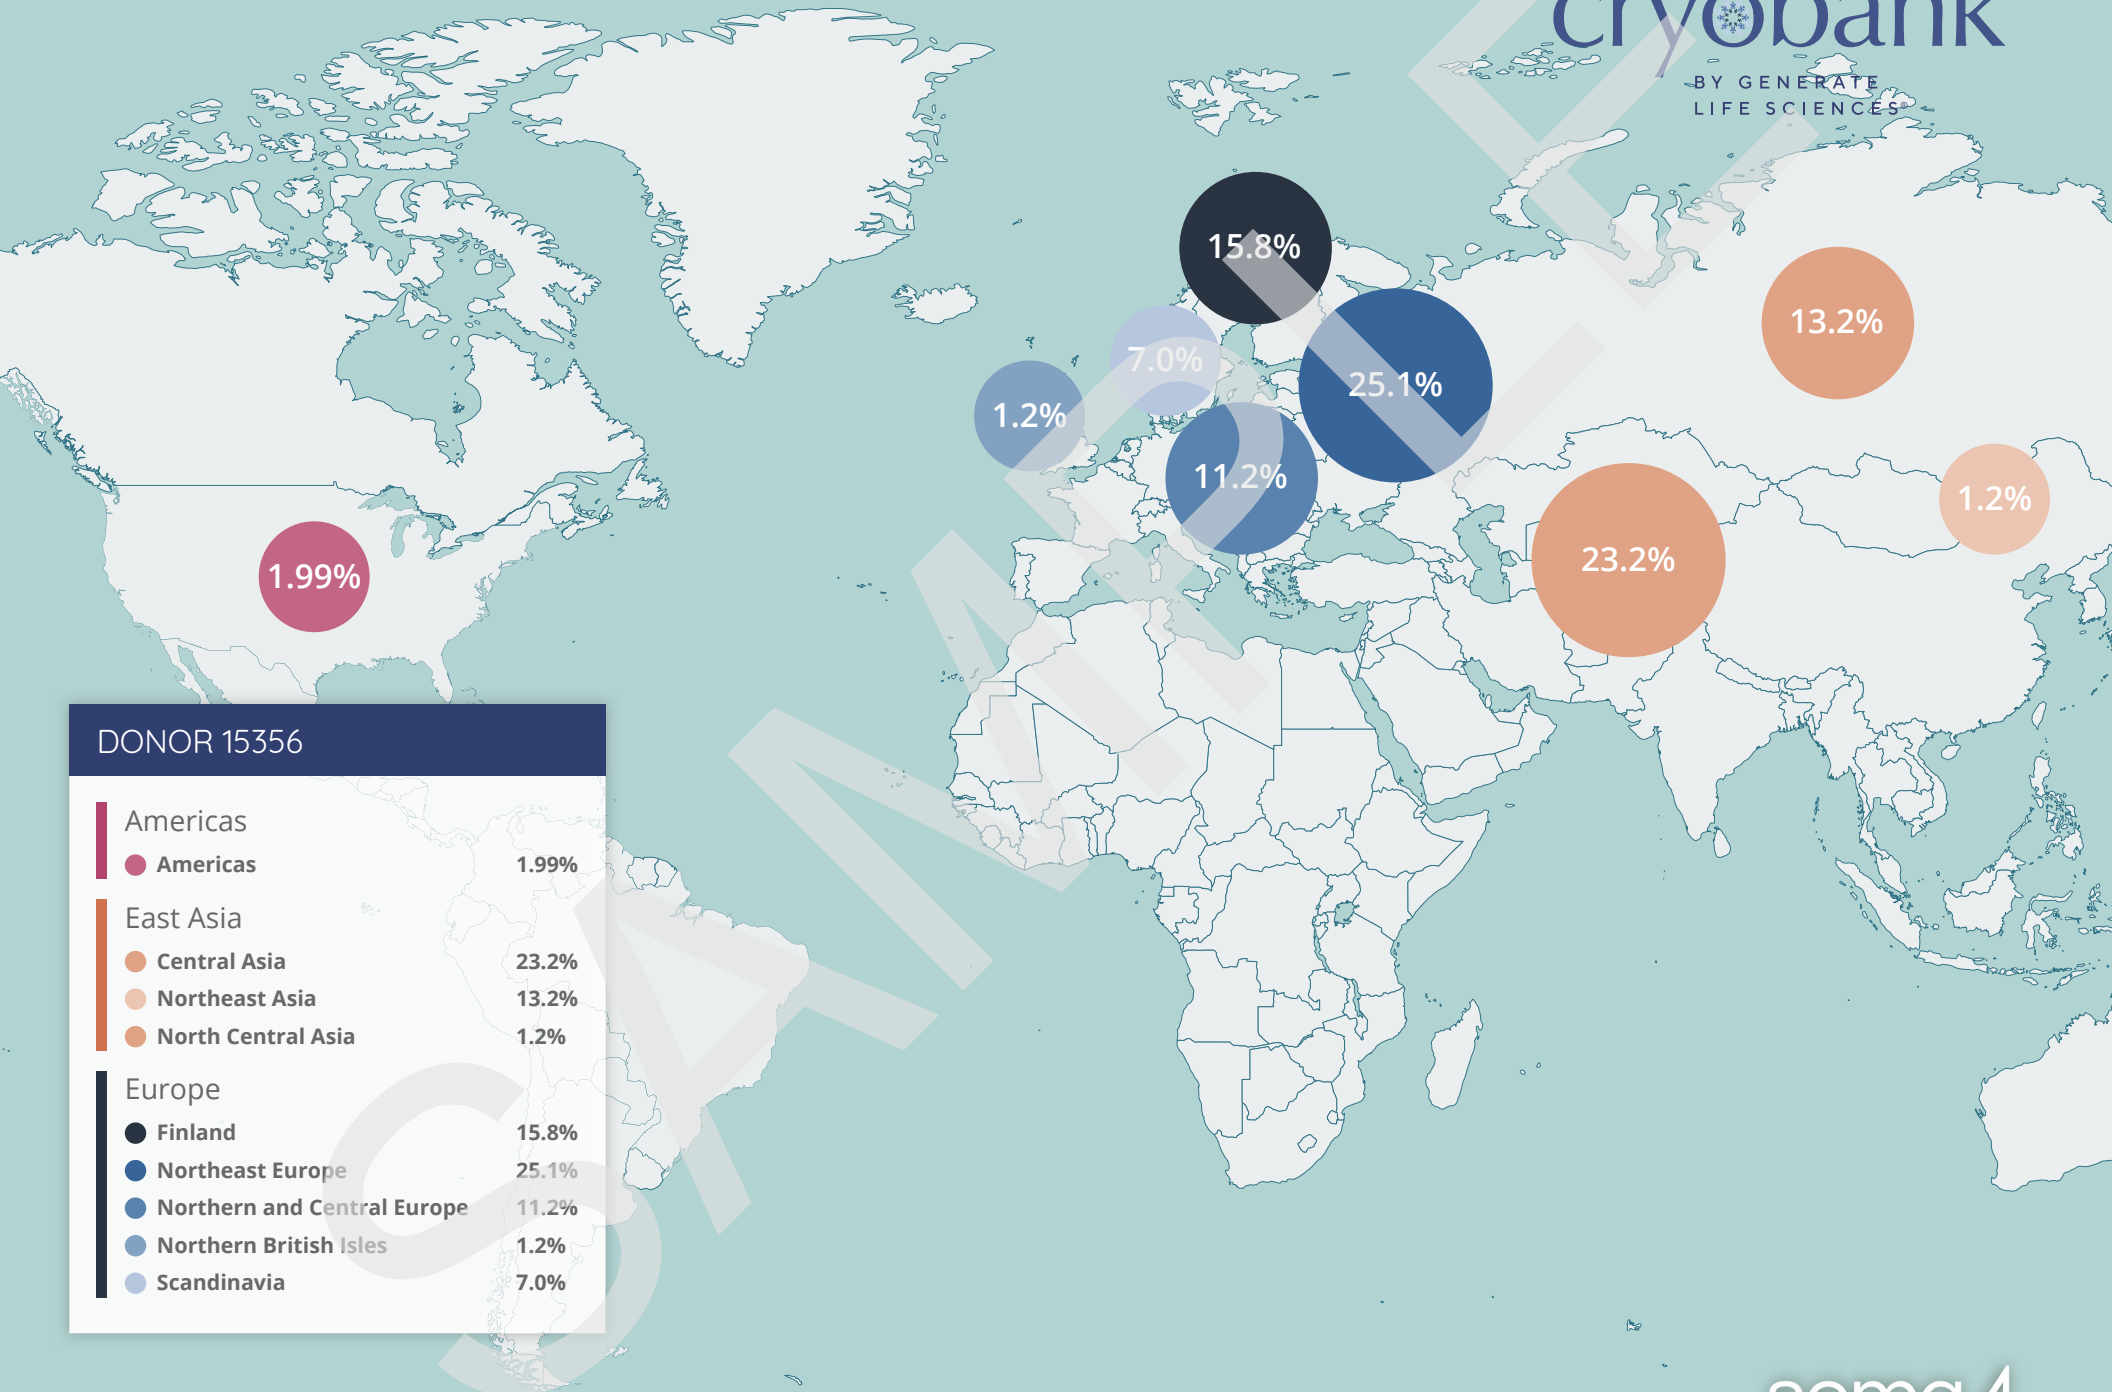 cryobank
BY GENERATE
LIFE SCIENCES®
15.8%
13.2%
7.0%
25.1%
1.2%
11.2%
1.2%
23.2%
1.99%
DONOR 15356
Americas
Americas 1.99%
East Asia
Central Asia 23.2%
Northeast Asia 13.2%
North Central Asia 1.2%
Europe
Finland 15.8%
Northeast Europe 25.1%
Northern and Central Europe 11.2%
Northern British Isles 1.2%
Scandinavia 7.0%
SAMPLE